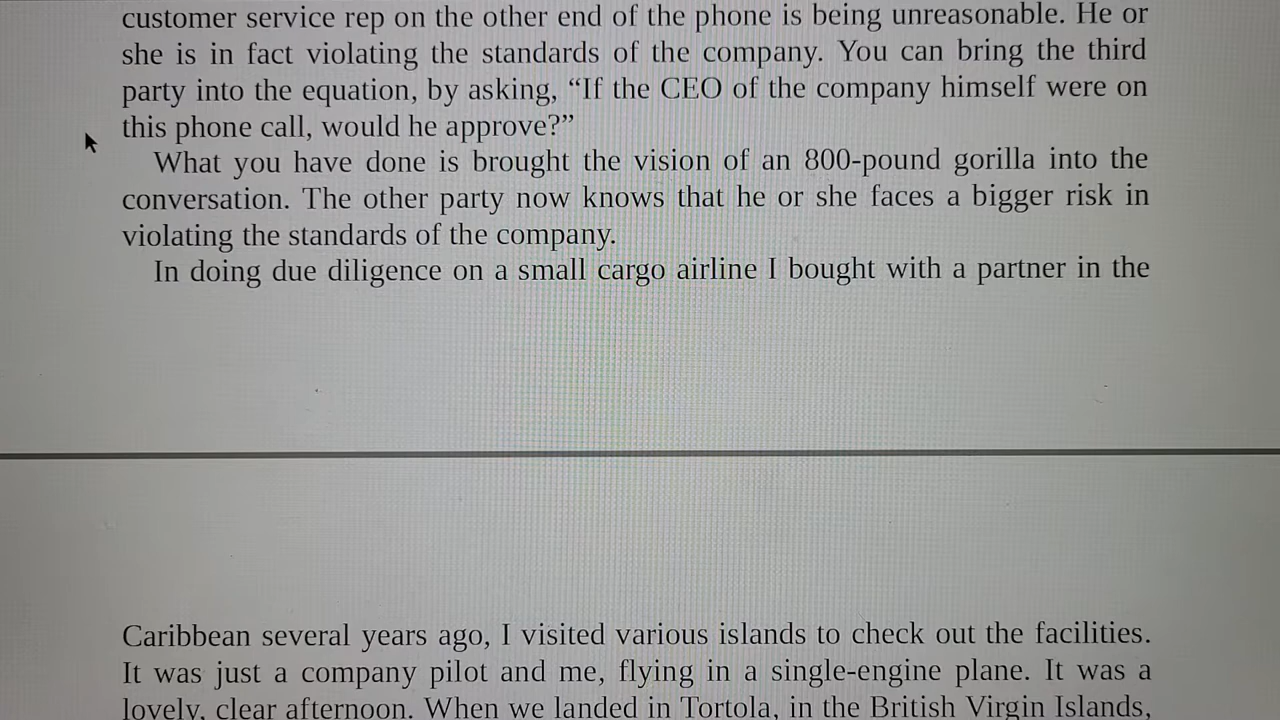 customer service rep on the other end of the phone is being unreasonable. He or
she is in fact violating the standards of the company. You can bring the third
party into the equation, by asking, “If the CEO of the company himself were on
this phone call, would he approve?”
What you have done is brought the vision of an 800-pound gorilla into the
conversation. The other party now knows that he or she faces a bigger risk in
violating the standards of the company.
In doing due diligence on a small cargo airline I bought with a partner in the
Caribbean several years ago, I visited various islands to check out the facilities.
It was just a company pilot and me, flying in a single-engine plane. It was a
lovely, clear afternoon. When we landed in Tortola, in the British Virgin Islands,